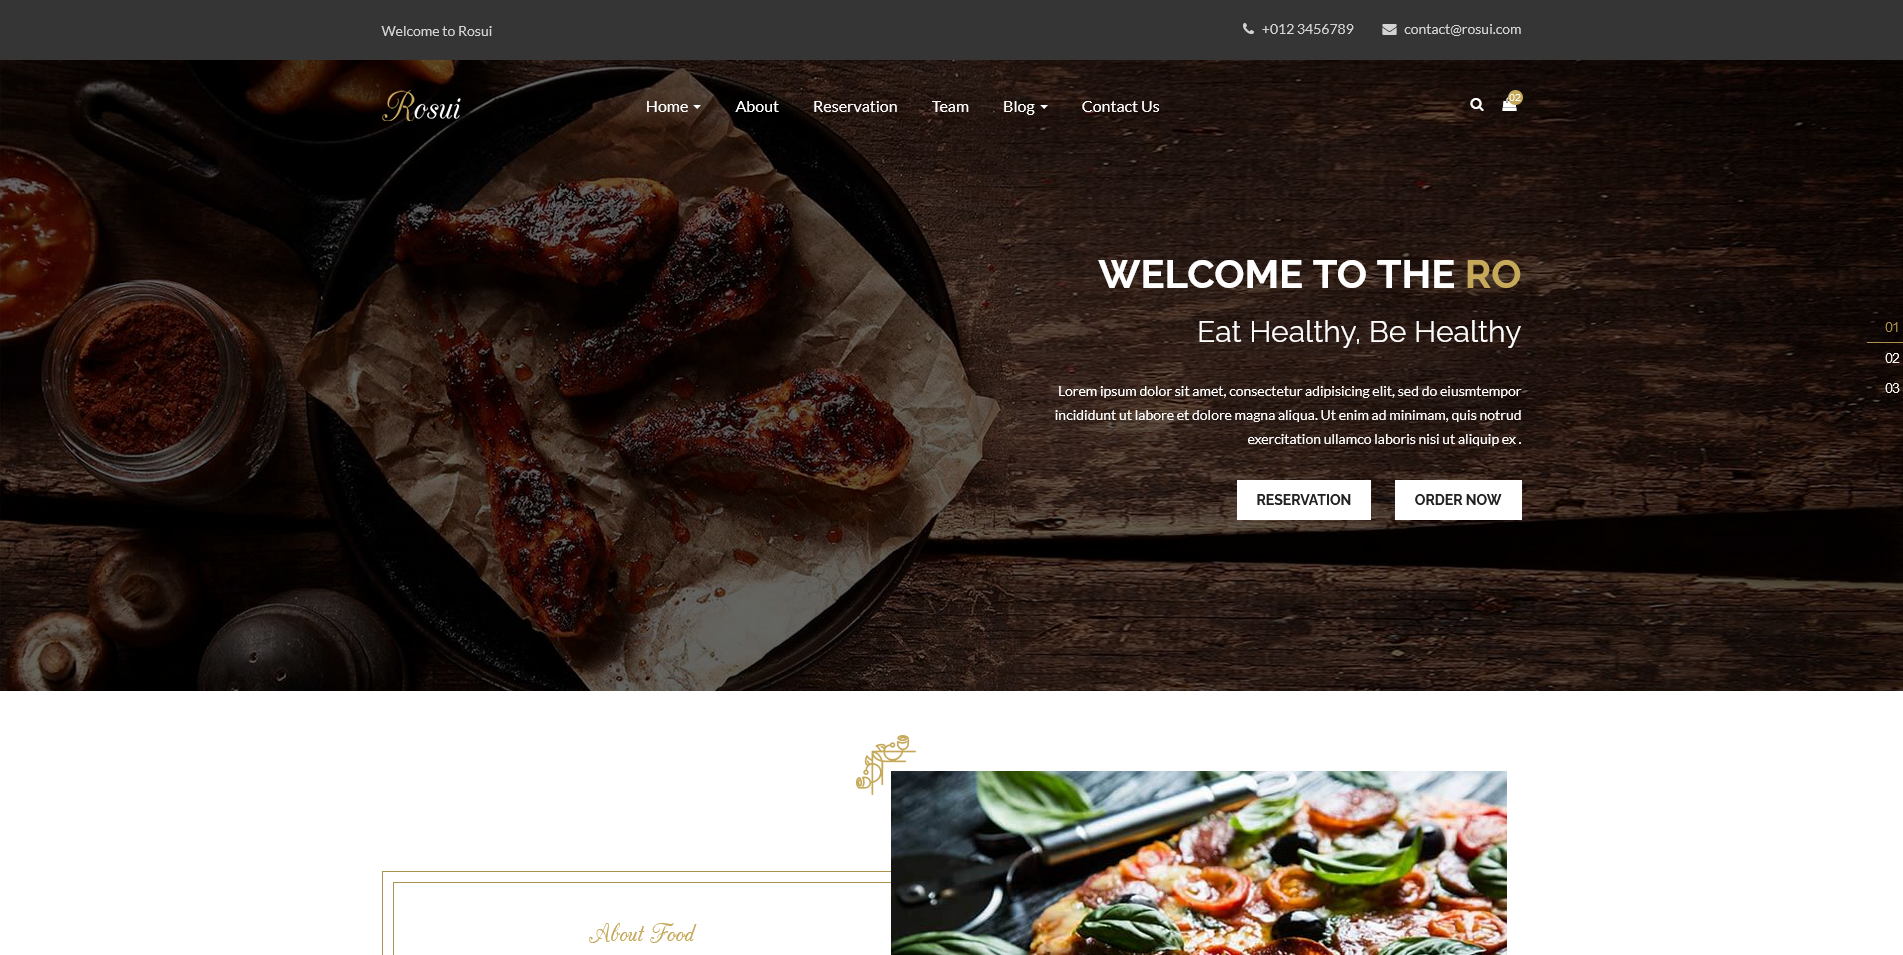 Welcome to Rosui
+012 3456789
contact@rosui.com
Rosui
Home
About
Reservation
Team
Blog
Contact Us
02
WELCOME TO THE RO
Eat Healthy, Be Healthy
Lorem ipsum dolor sit amet, consectetur adipisicing elit, sed do eiusmtempor
incididunt ut labore et dolore magna aliqua. Ut enim ad minimam, quis notrud
exercitation ullamco laboris nisi ut aliquip ex .
RESERVATION
ORDER NOW
01
02
03
About Food